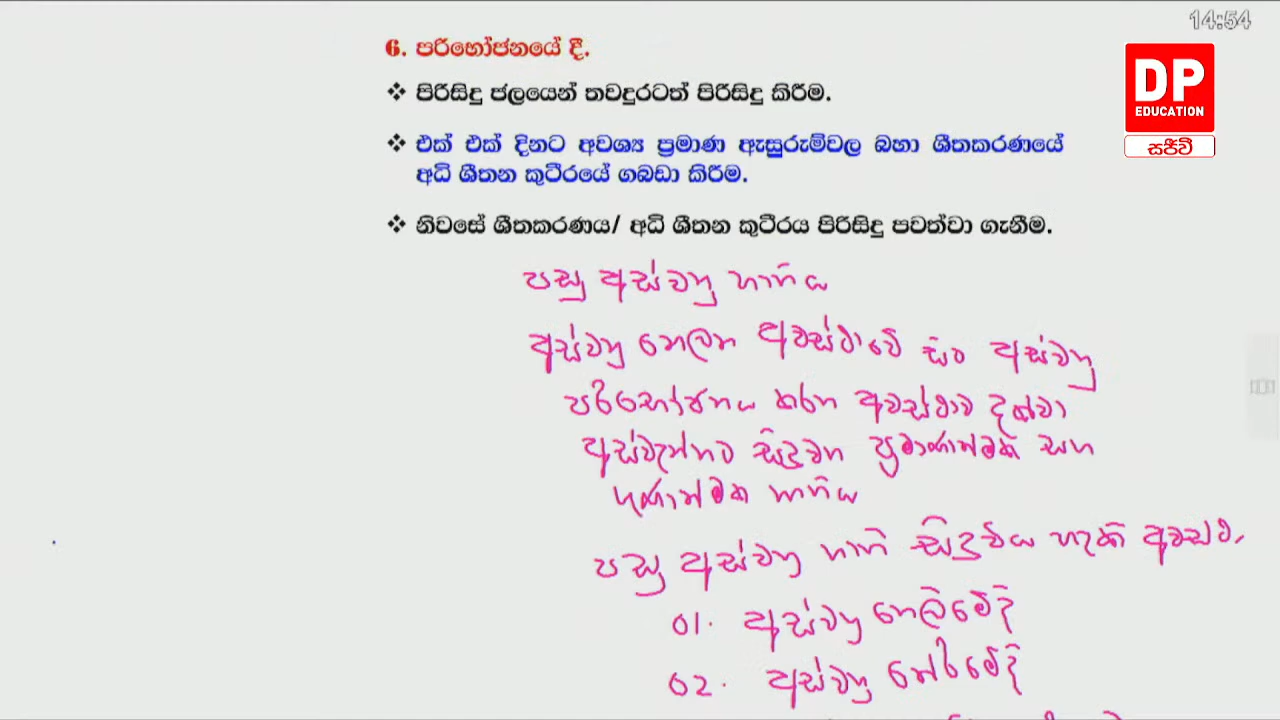 14:54
6. පරිභෝජනයේ දී.
DP
EDUCATION
සජීවී
❖ පිරිසිදු ජලයෙන් තවදුරටත් පිරිසිදු කිරීම.
❖ එක් එක් දිනට අවශ්‍ය ප්‍රමාණ ඇසුරුම්වල බහා ශීතකරණයේ
අධි ශීතන කුටීරයේ ගබඩා කිරීම.
❖ නිවසේ ශීතකරණය/ අධි ශීතන කුටීරය පිරිසිදු පවත්වා ගැනීම.
පසු අස්වනු හානිය
අස්වනු නෙලන අවස්ථාවේ සිට අස්වනු
පරිභෝජනය කරන අවස්ථාව දක්වා
අස්වැන්නට සිදුවන ප්‍රමාණාත්මක සහ
ගුණාත්මක හානිය
පසු අස්වනු හානි සිදුවිය හැකි අවස්ථා
01. අස්වනු නෙලීමේදී
02. අස්වනු තේරීමේදී